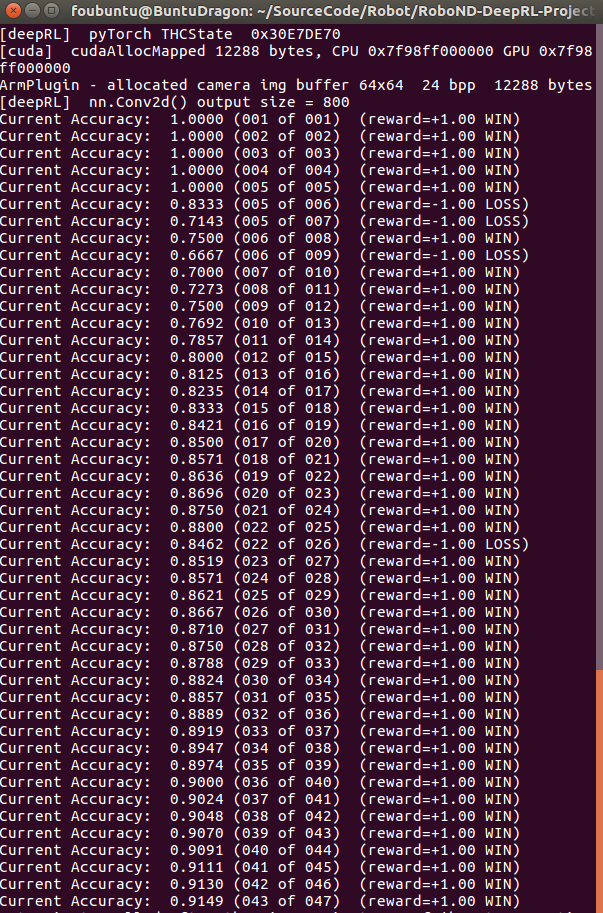 foubuntu@BuntuDragon: ~/SourceCode/Robot/RoboND-DeepRL-Project
[deepRL]  pyTorch THCState  0x30E7DE70
[cuda]  cudaAllocMapped 12288 bytes, CPU 0x7f98ff000000 GPU 0x7f98
ff000000
ArmPlugin - allocated camera img buffer 64x64  24 bpp  12288 bytes
[deepRL]  nn.Conv2d() output size = 800
Current Accuracy:  1.0000 (001 of 001)  (reward=+1.00 WIN)
Current Accuracy:  1.0000 (002 of 002)  (reward=+1.00 WIN)
Current Accuracy:  1.0000 (003 of 003)  (reward=+1.00 WIN)
Current Accuracy:  1.0000 (004 of 004)  (reward=+1.00 WIN)
Current Accuracy:  1.0000 (005 of 005)  (reward=+1.00 WIN)
Current Accuracy:  0.8333 (005 of 006)  (reward=-1.00 LOSS)
Current Accuracy:  0.7143 (005 of 007)  (reward=-1.00 LOSS)
Current Accuracy:  0.7500 (006 of 008)  (reward=+1.00 WIN)
Current Accuracy:  0.6667 (006 of 009)  (reward=-1.00 LOSS)
Current Accuracy:  0.7000 (007 of 010)  (reward=+1.00 WIN)
Current Accuracy:  0.7273 (008 of 011)  (reward=+1.00 WIN)
Current Accuracy:  0.7500 (009 of 012)  (reward=+1.00 WIN)
Current Accuracy:  0.7692 (010 of 013)  (reward=+1.00 WIN)
Current Accuracy:  0.7857 (011 of 014)  (reward=+1.00 WIN)
Current Accuracy:  0.8000 (012 of 015)  (reward=+1.00 WIN)
Current Accuracy:  0.8125 (013 of 016)  (reward=+1.00 WIN)
Current Accuracy:  0.8235 (014 of 017)  (reward=+1.00 WIN)
Current Accuracy:  0.8333 (015 of 018)  (reward=+1.00 WIN)
Current Accuracy:  0.8421 (016 of 019)  (reward=+1.00 WIN)
Current Accuracy:  0.8500 (017 of 020)  (reward=+1.00 WIN)
Current Accuracy:  0.8571 (018 of 021)  (reward=+1.00 WIN)
Current Accuracy:  0.8636 (019 of 022)  (reward=+1.00 WIN)
Current Accuracy:  0.8696 (020 of 023)  (reward=+1.00 WIN)
Current Accuracy:  0.8750 (021 of 024)  (reward=+1.00 WIN)
Current Accuracy:  0.8800 (022 of 025)  (reward=+1.00 WIN)
Current Accuracy:  0.8462 (022 of 026)  (reward=-1.00 LOSS)
Current Accuracy:  0.8519 (023 of 027)  (reward=+1.00 WIN)
Current Accuracy:  0.8571 (024 of 028)  (reward=+1.00 WIN)
Current Accuracy:  0.8621 (025 of 029)  (reward=+1.00 WIN)
Current Accuracy:  0.8667 (026 of 030)  (reward=+1.00 WIN)
Current Accuracy:  0.8710 (027 of 031)  (reward=+1.00 WIN)
Current Accuracy:  0.8750 (028 of 032)  (reward=+1.00 WIN)
Current Accuracy:  0.8788 (029 of 033)  (reward=+1.00 WIN)
Current Accuracy:  0.8824 (030 of 034)  (reward=+1.00 WIN)
Current Accuracy:  0.8857 (031 of 035)  (reward=+1.00 WIN)
Current Accuracy:  0.8889 (032 of 036)  (reward=+1.00 WIN)
Current Accuracy:  0.8919 (033 of 037)  (reward=+1.00 WIN)
Current Accuracy:  0.8947 (034 of 038)  (reward=+1.00 WIN)
Current Accuracy:  0.8974 (035 of 039)  (reward=+1.00 WIN)
Current Accuracy:  0.9000 (036 of 040)  (reward=+1.00 WIN)
Current Accuracy:  0.9024 (037 of 041)  (reward=+1.00 WIN)
Current Accuracy:  0.9048 (038 of 042)  (reward=+1.00 WIN)
Current Accuracy:  0.9070 (039 of 043)  (reward=+1.00 WIN)
Current Accuracy:  0.9091 (040 of 044)  (reward=+1.00 WIN)
Current Accuracy:  0.9111 (041 of 045)  (reward=+1.00 WIN)
Current Accuracy:  0.9130 (042 of 046)  (reward=+1.00 WIN)
Current Accuracy:  0.9149 (043 of 047)  (reward=+1.00 WIN)